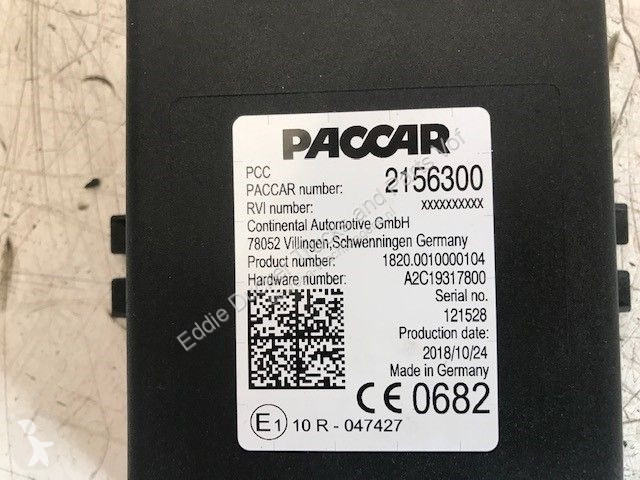 PACCAR
PCC
PACCAR number: 2156300
RVI number: xxxxxxxxxx
Continental Automotive GmbH
78052 Villingen,Schwenningen Germany
Product number: 1820.0010000104
Hardware number: A2C19317800
Serial no.
121528
Production date:
2018/10/24
Made in Germany
CE 0682
E1 10 R - 047427